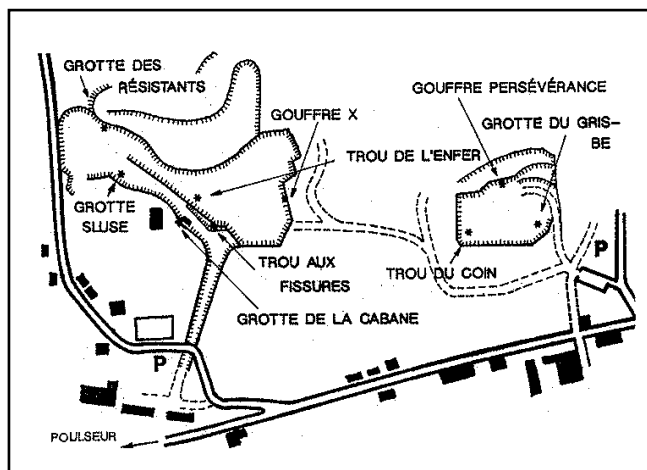 GROTTE DES
RÉSISTANTS
GOUFFRE X
GOUFFRE PERSÉVÉRANCE
GROTTE DU GRIS-
BE
TROU DE L'ENFER
GROTTE
SLUSE
TROU AUX
FISSURES
TROU DU COIN
P
GROTTE DE LA CABANE
P
POULSEUR